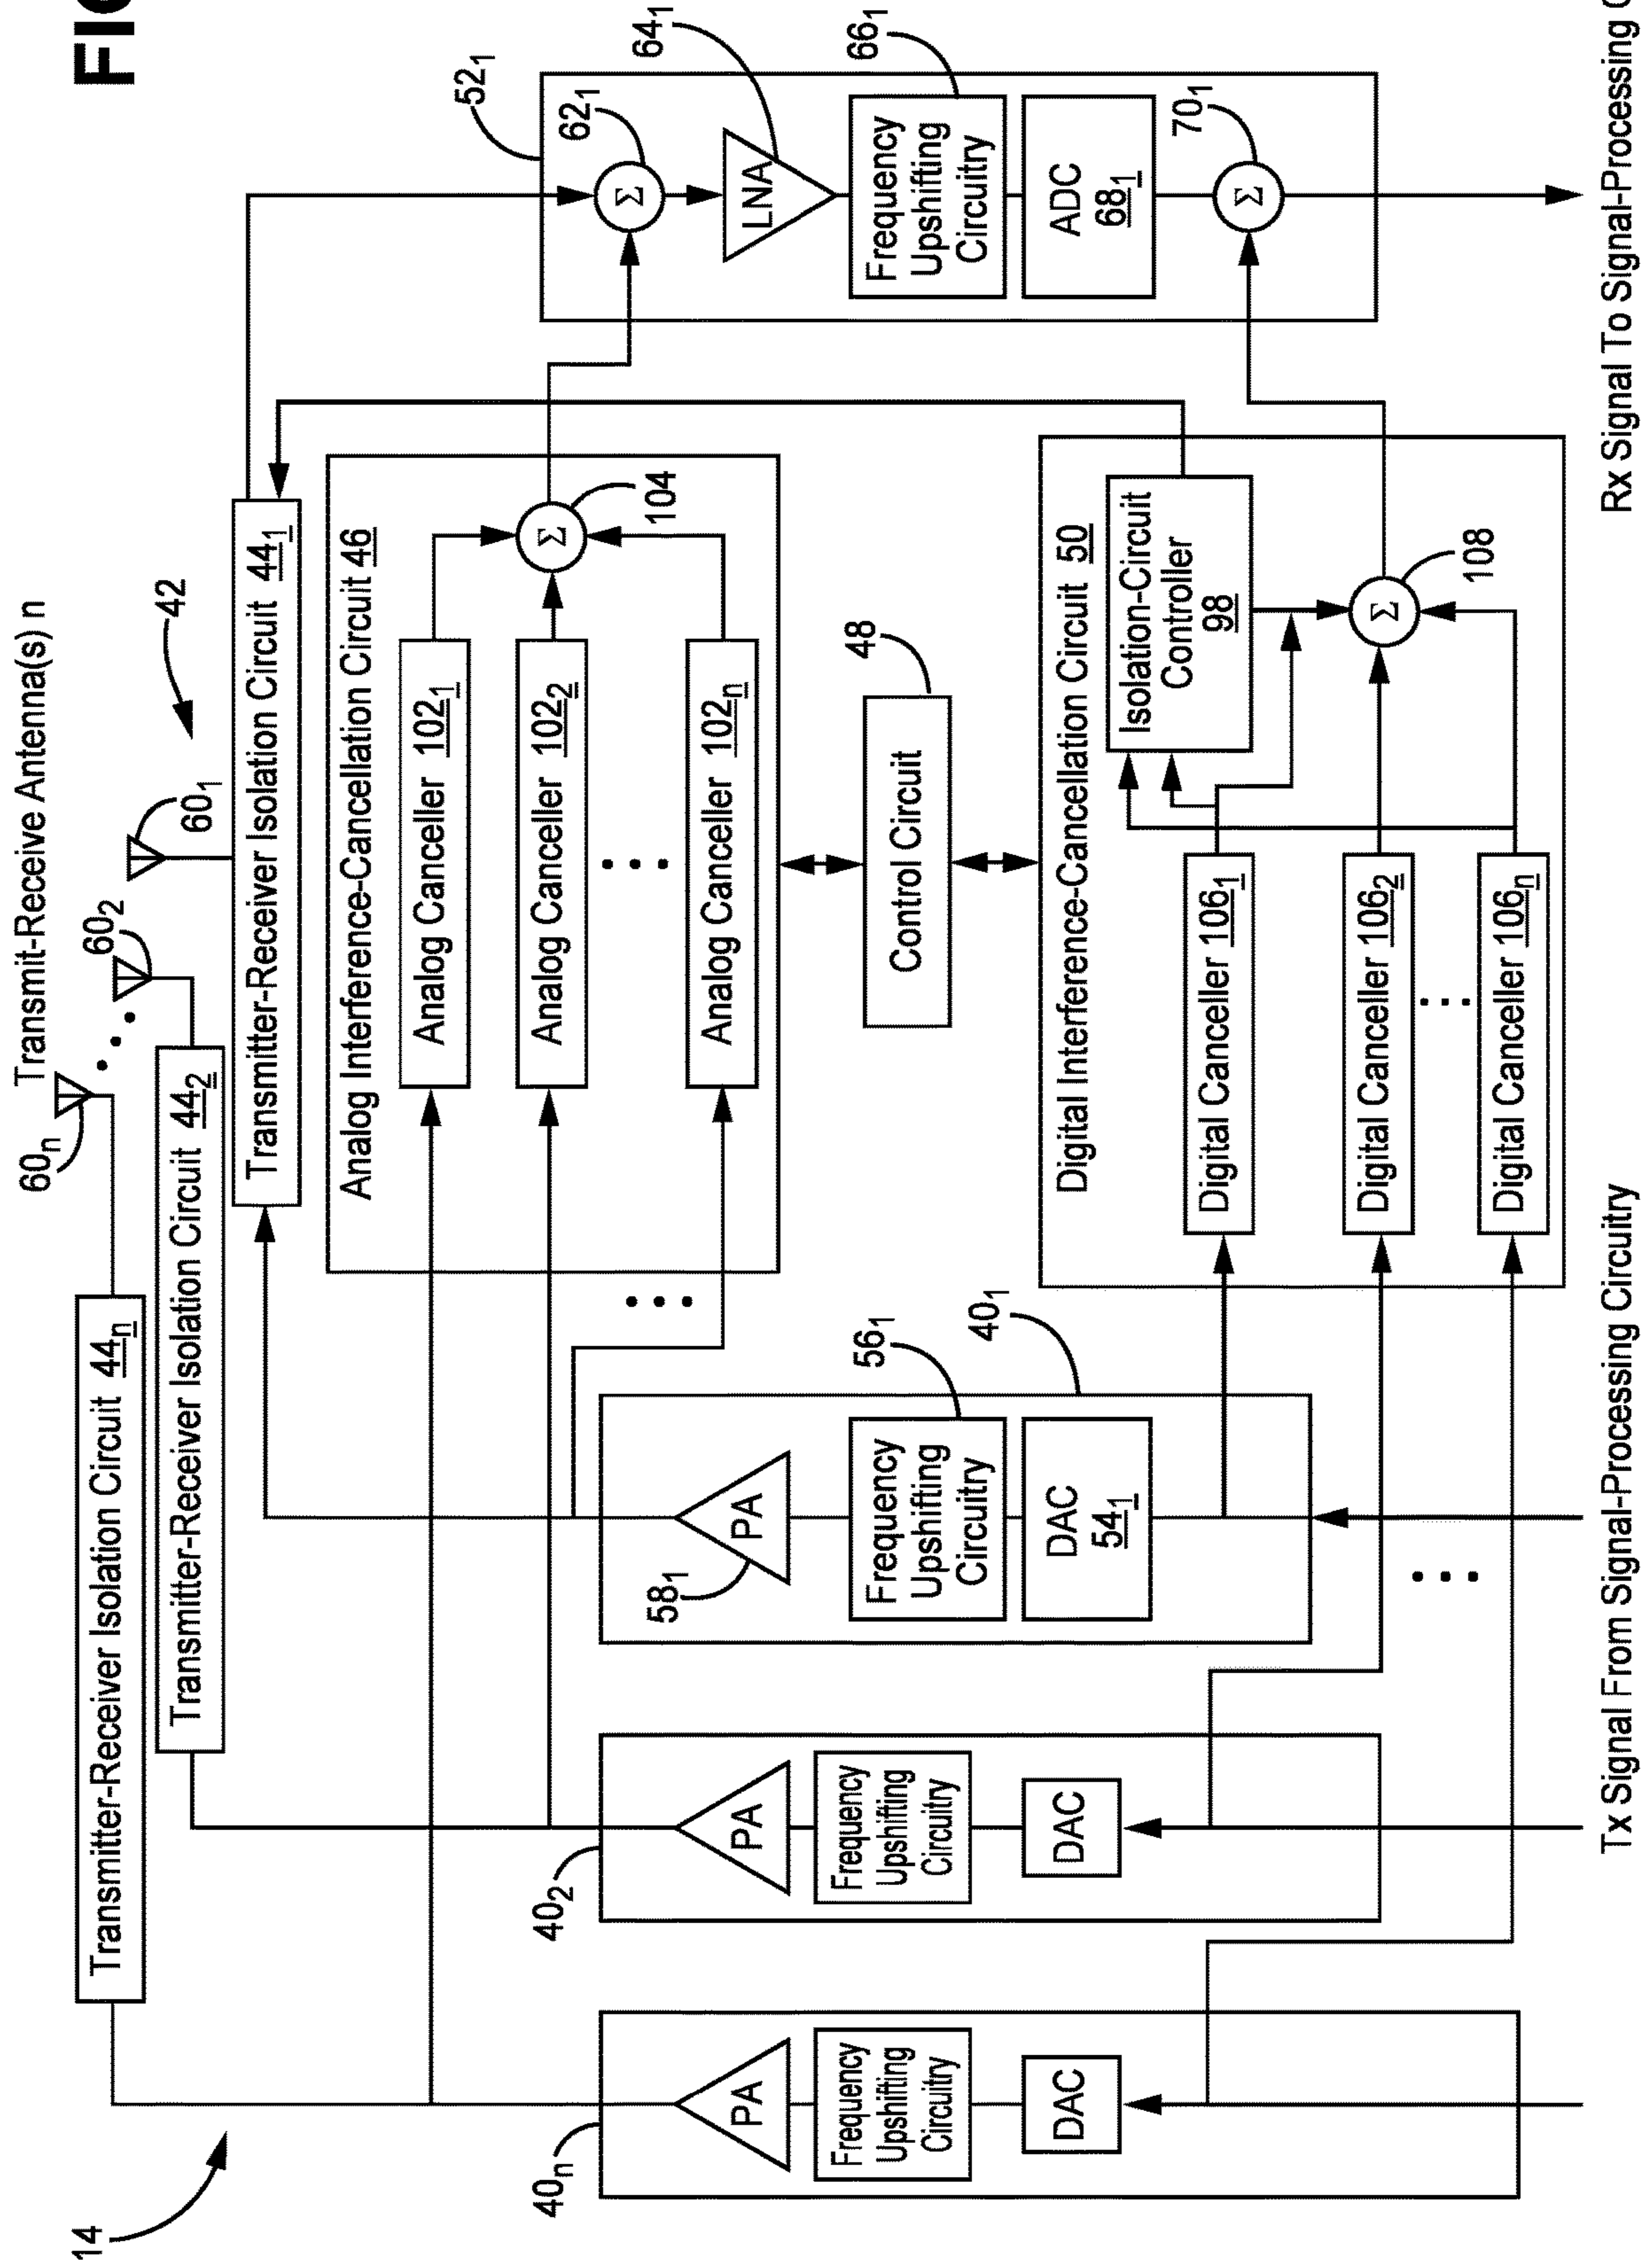 FIG
Transmit-Receive Antenna(s) n
60n
602
601
42
14
Transmitter-Receiver Isolation Circuit 44n
Transmitter-Receiver Isolation Circuit 442
Transmitter-Receiver Isolation Circuit 441
Analog Interference-Cancellation Circuit 46
Analog Canceller 1021
Analog Canceller 1022
Analog Canceller 102n
Σ
104
Control Circuit
48
Digital Interference-Cancellation Circuit 50
Isolation-Circuit
Controller
98
Digital Canceller 1061
Digital Canceller 1062
Digital Canceller 106n
Σ
108
40n
PA
Frequency
Upshifting
Circuitry
DAC
402
PA
Frequency
Upshifting
Circuitry
DAC
401
PA
581
Frequency
Upshifting
Circuitry
561
DAC
541
521
Σ
621
LNA
641
Frequency
Upshifting
Circuitry
661
ADC
681
Σ
701
Tx Signal From Signal-Processing Circuitry
Rx Signal To Signal-Processing